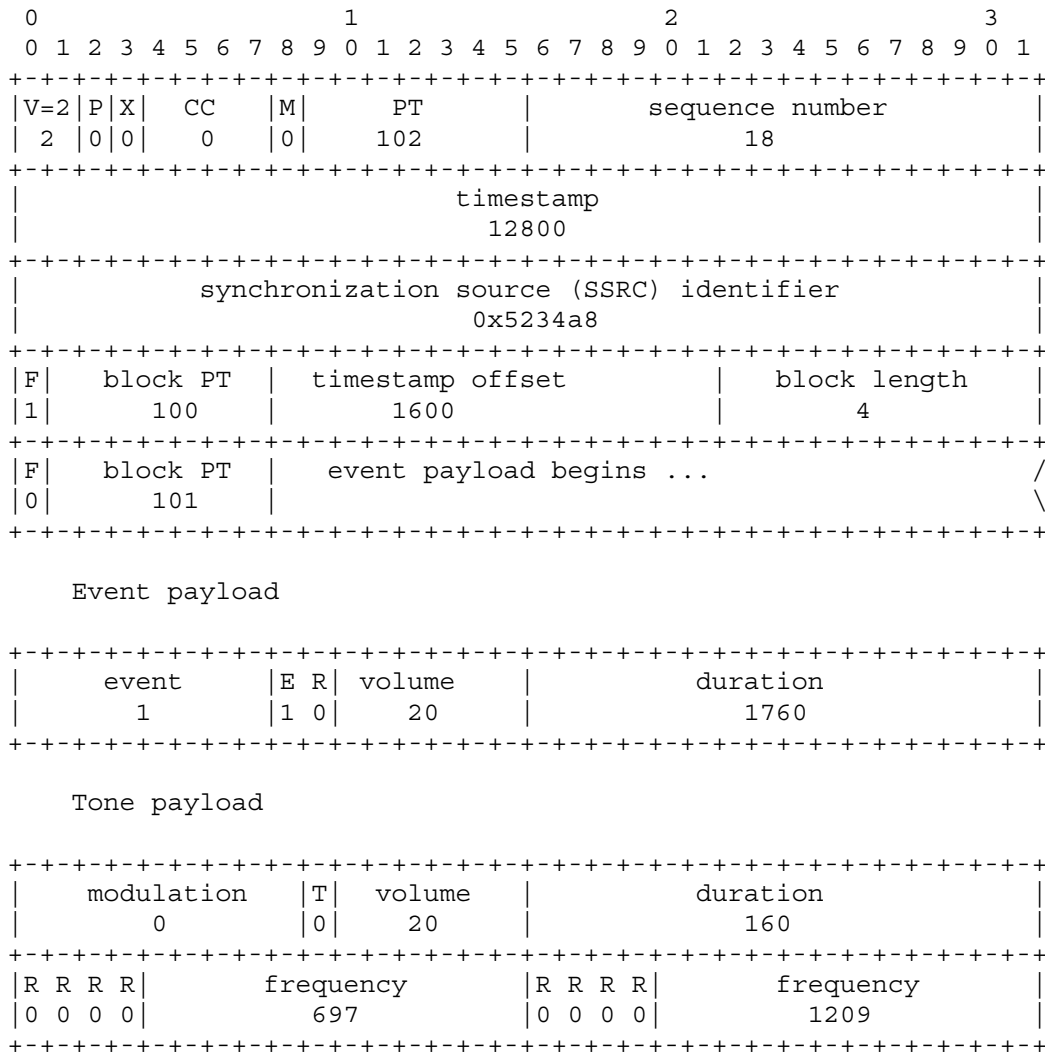 0                   1                   2                   3
 0 1 2 3 4 5 6 7 8 9 0 1 2 3 4 5 6 7 8 9 0 1 2 3 4 5 6 7 8 9 0 1
+-+-+-+-+-+-+-+-+-+-+-+-+-+-+-+-+-+-+-+-+-+-+-+-+-+-+-+-+-+-+-+-+
|V=2|P|X|  CC   |M|     PT      |       sequence number         |
| 2 |0|0|   0   |0|    102      |             18                |
+-+-+-+-+-+-+-+-+-+-+-+-+-+-+-+-+-+-+-+-+-+-+-+-+-+-+-+-+-+-+-+-+
|                           timestamp                           |
|                             12800                             |
+-+-+-+-+-+-+-+-+-+-+-+-+-+-+-+-+-+-+-+-+-+-+-+-+-+-+-+-+-+-+-+-+
|           synchronization source (SSRC) identifier            |
|                            0x5234a8                           |
+-+-+-+-+-+-+-+-+-+-+-+-+-+-+-+-+-+-+-+-+-+-+-+-+-+-+-+-+-+-+-+-+
|F|   block PT  |  timestamp offset         |   block length    |
|1|      100    |       1600                |        4          |
+-+-+-+-+-+-+-+-+-+-+-+-+-+-+-+-+-+-+-+-+-+-+-+-+-+-+-+-+-+-+-+-+
|F|   block PT  |   event payload begins ...                    /
|0|      101    |                                               \
+-+-+-+-+-+-+-+-+-+-+-+-+-+-+-+-+-+-+-+-+-+-+-+-+-+-+-+-+-+-+-+-+

    Event payload

+-+-+-+-+-+-+-+-+-+-+-+-+-+-+-+-+-+-+-+-+-+-+-+-+-+-+-+-+-+-+-+-+
|     event     |E R| volume    |          duration             |
|       1       |1 0|    20     |             1760              |
+-+-+-+-+-+-+-+-+-+-+-+-+-+-+-+-+-+-+-+-+-+-+-+-+-+-+-+-+-+-+-+-+

    Tone payload

+-+-+-+-+-+-+-+-+-+-+-+-+-+-+-+-+-+-+-+-+-+-+-+-+-+-+-+-+-+-+-+-+
|    modulation   |T|  volume   |          duration             |
|        0        |0|    20     |             160               |
+-+-+-+-+-+-+-+-+-+-+-+-+-+-+-+-+-+-+-+-+-+-+-+-+-+-+-+-+-+-+-+-+
|R R R R|       frequency       |R R R R|       frequency       |
|0 0 0 0|          697          |0 0 0 0|         1209          |
+-+-+-+-+-+-+-+-+-+-+-+-+-+-+-+-+-+-+-+-+-+-+-+-+-+-+-+-+-+-+-+-+